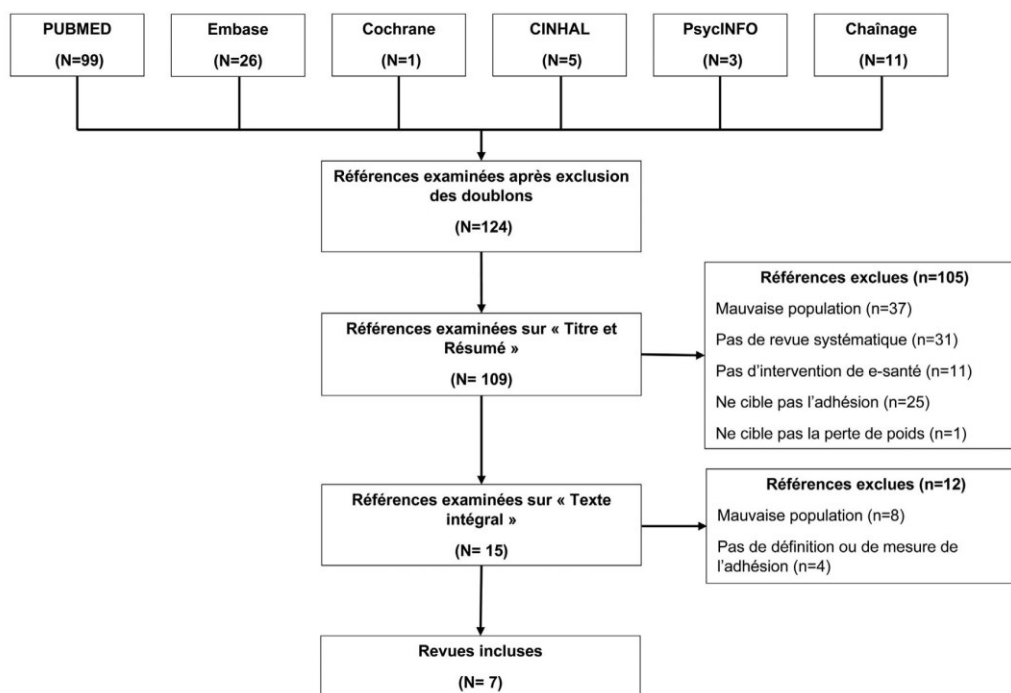 PUBMED
(N=99)
Embase
(N=26)
Cochrane
(N=1)
CINHAL
(N=5)
PsycINFO
(N=3)
Chaînage
(N=11)
Références examinées après exclusion
des doublons
(N=124)
Références exclues (n=105)
Mauvaise population (n=37)
Pas de revue systématique (n=31)
Pas d’intervention de e-santé (n=11)
Ne cible pas l’adhésion (n=25)
Ne cible pas la perte de poids (n=1)
Références examinées sur « Titre et
Résumé »
(N= 109)
Références exclues (n=12)
Mauvaise population (n=8)
Pas de définition ou de mesure de
l’adhésion (n=4)
Références examinées sur « Texte
intégral »
(N= 15)
Revues incluses
(N= 7)